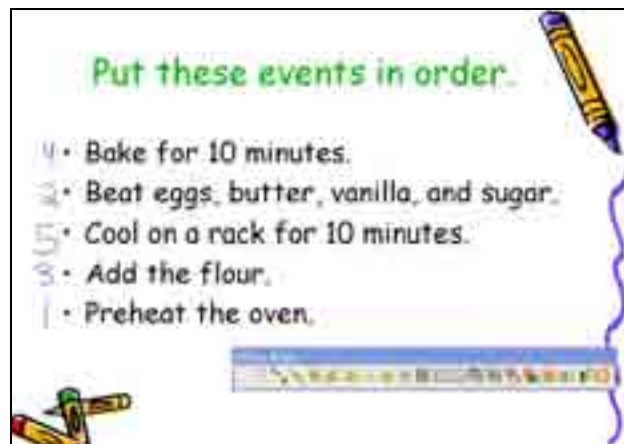 Put these events in order.
4 • Bake for 10 minutes.
2 • Beat eggs, butter, vanilla, and sugar.
5 • Cool on a rack for 10 minutes.
3 • Add the flour.
1 • Preheat the oven.